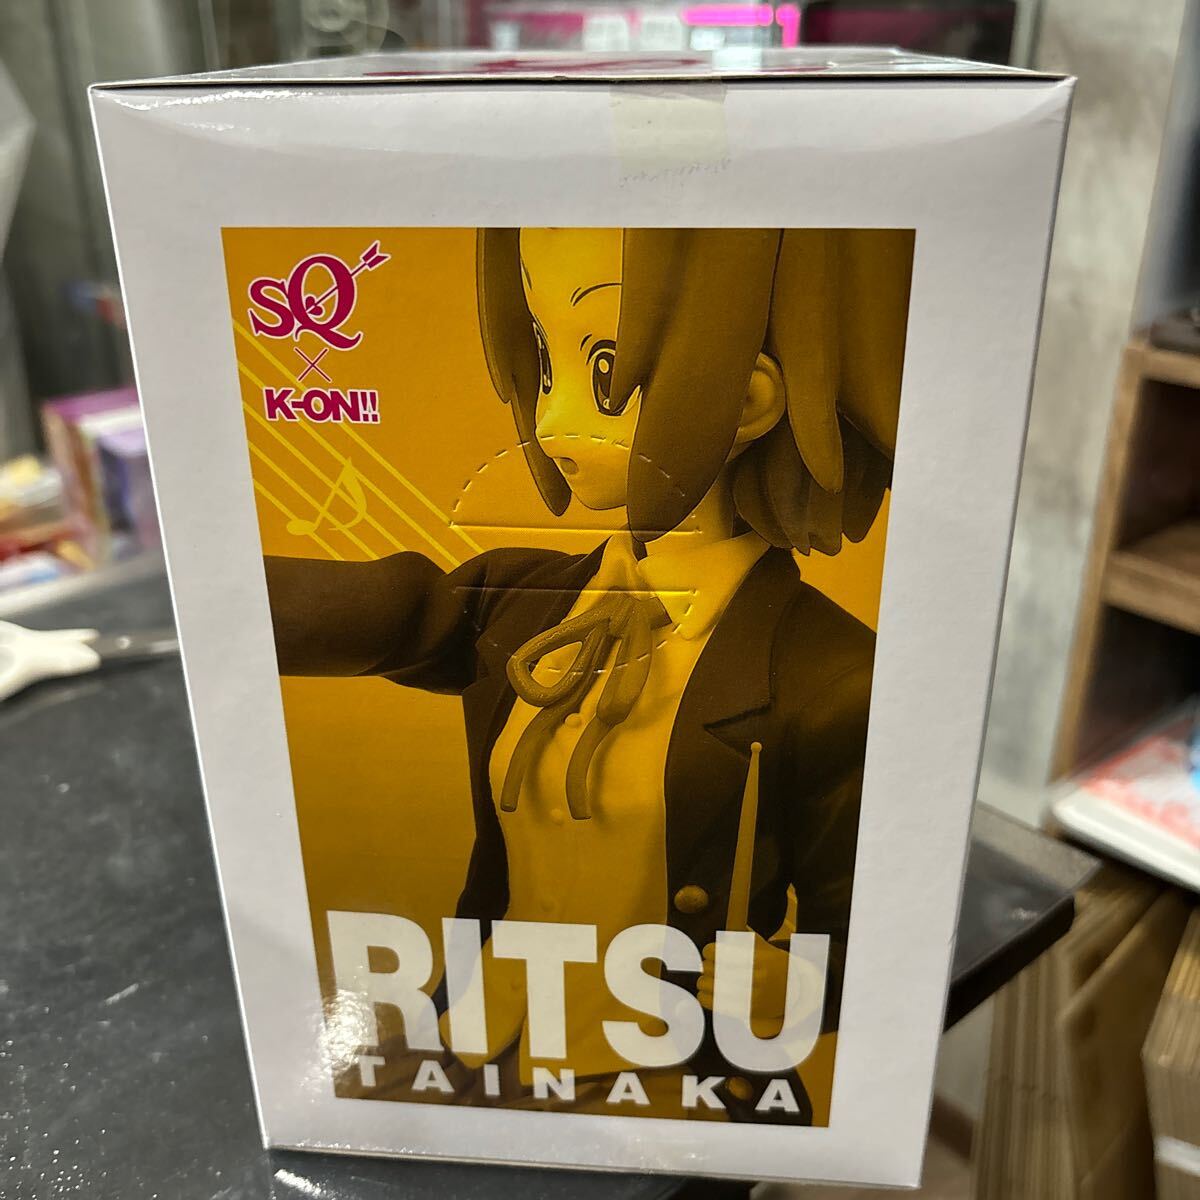 SQ
×
K-ON!!
RITSU
TAINAKA